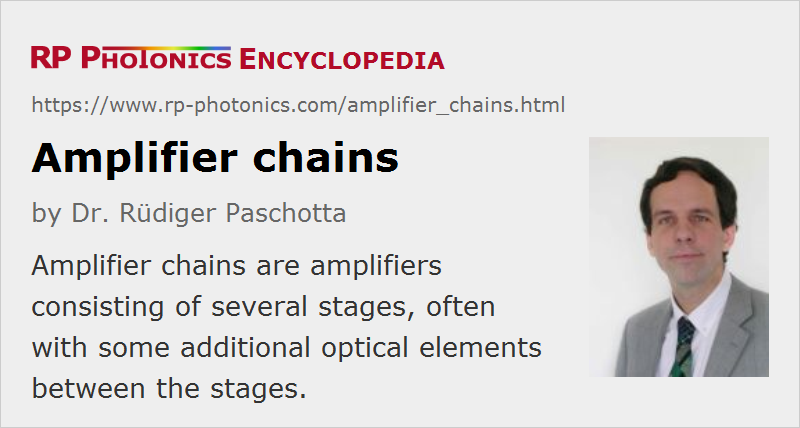 RP PHOTONICS ENCYCLOPEDIA
https://www.rp-photonics.com/amplifier_chains.html
Amplifier chains
by Dr. Rüdiger Paschotta
Amplifier chains are amplifiers
consisting of several stages, often
with some additional optical elements
between the stages.